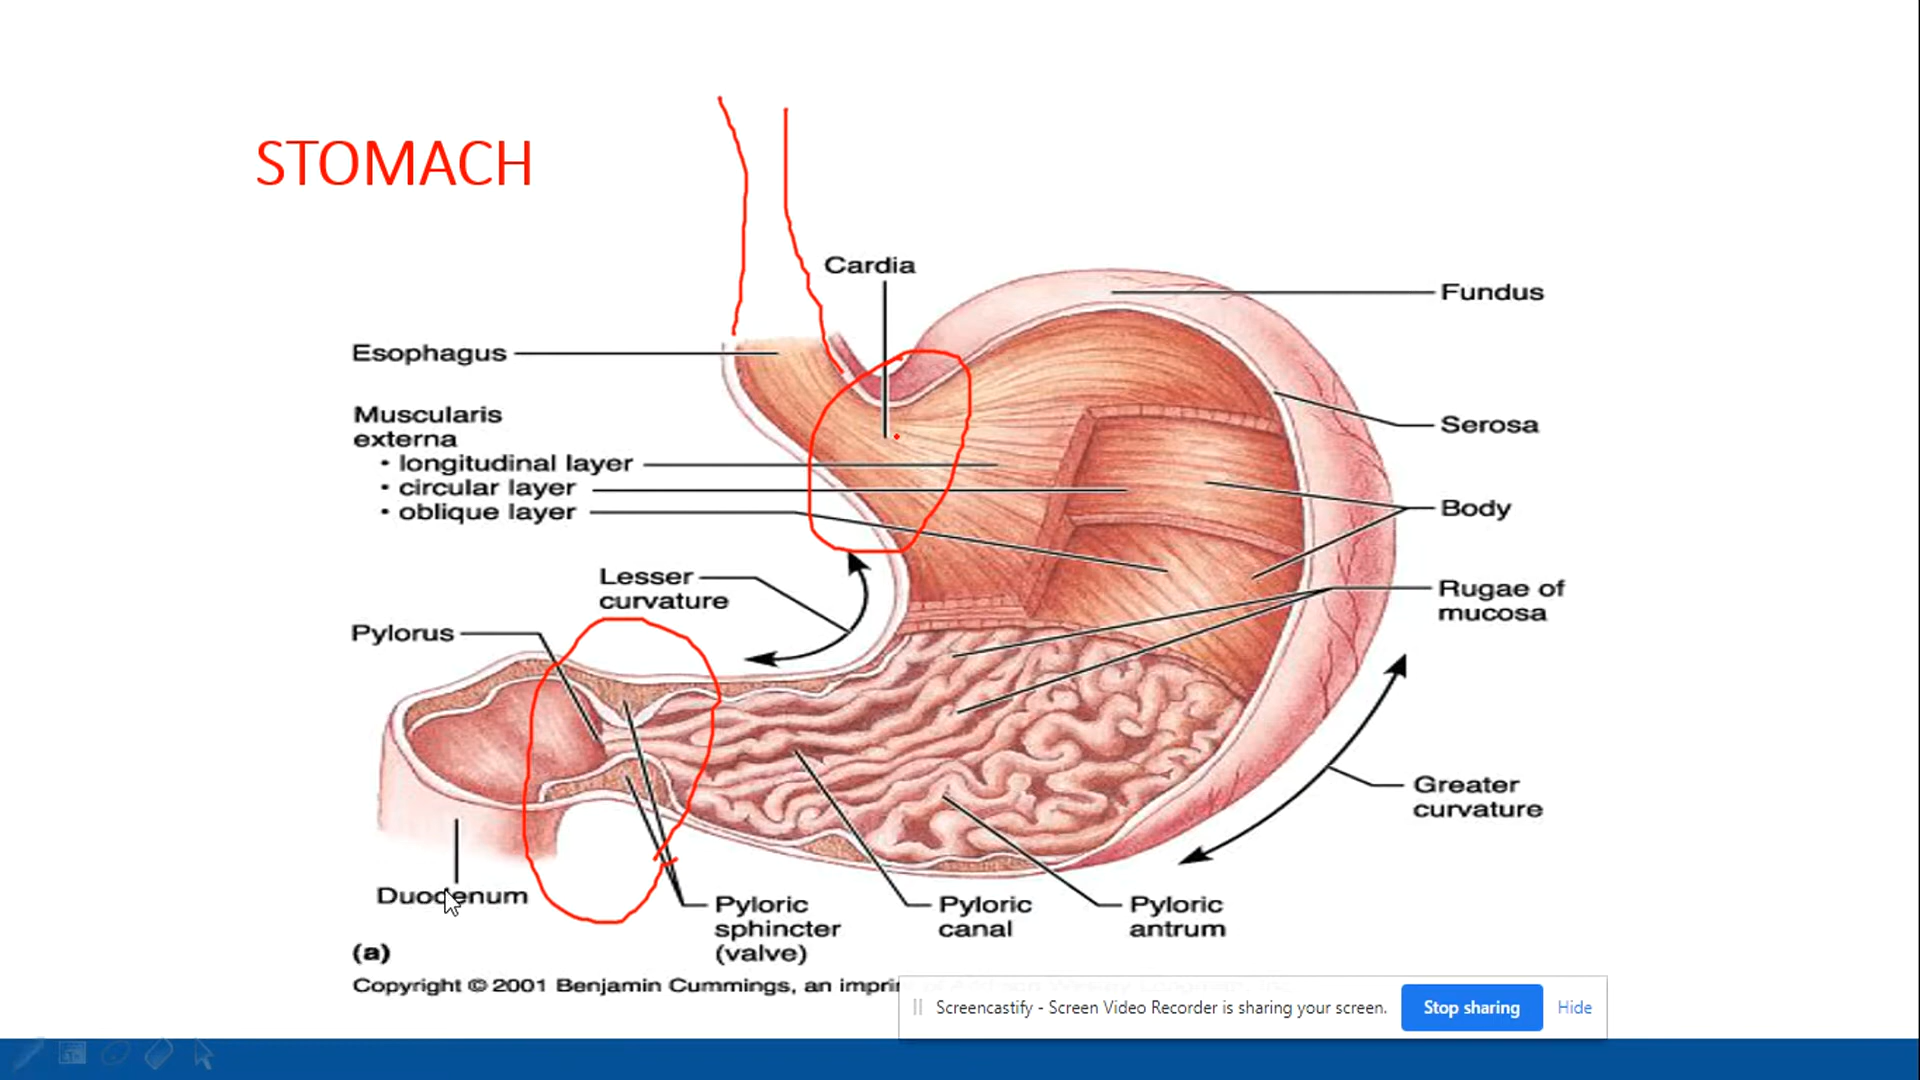 STOMACH
Cardia
Fundus
Esophagus
Muscularis
externa
• longitudinal layer
• circular layer
• oblique layer
Serosa
Body
Lesser
curvature
Rugae of
mucosa
Pylorus
Greater
curvature
Duodenum
Pyloric
sphincter
(valve)
Pyloric
canal
Pyloric
antrum
(a)
Copyright © 2001 Benjamin Cummings, an
Screencastify - Screen Video Recorder is sharing your screen.
Stop sharing
Hide